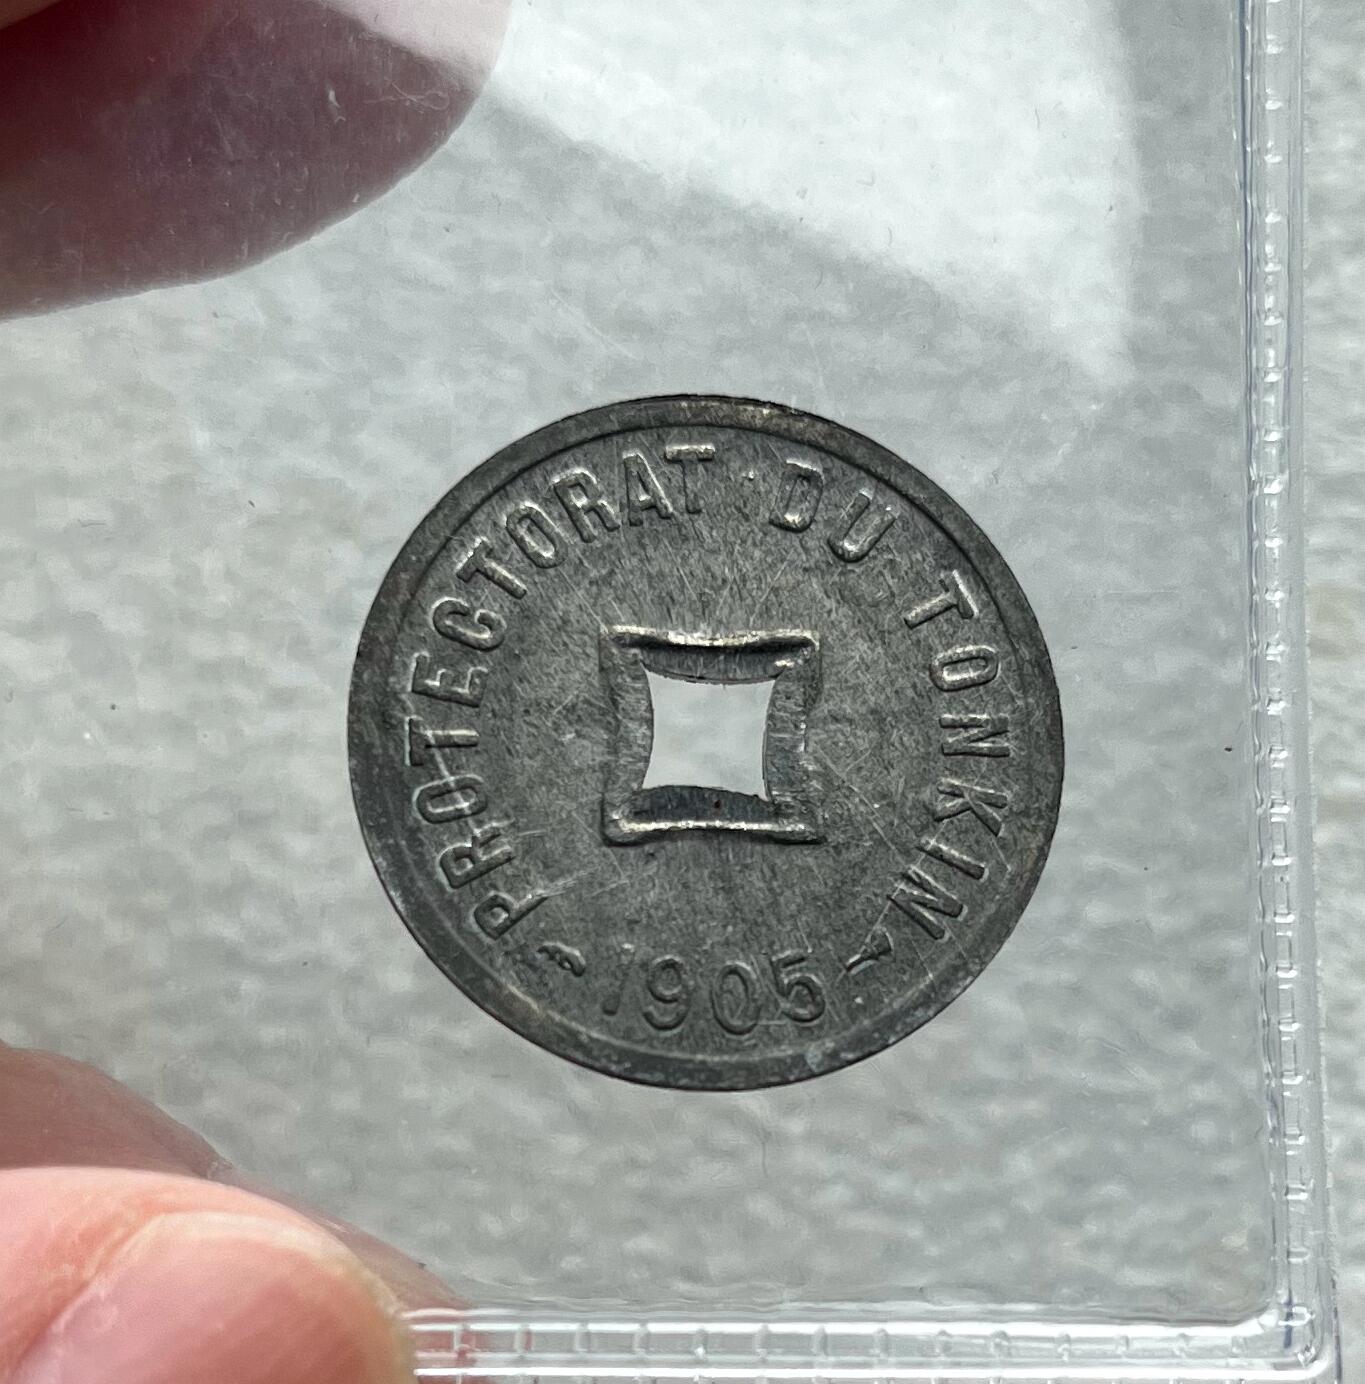 PROTECTORAT · DU · TONKIN
1905